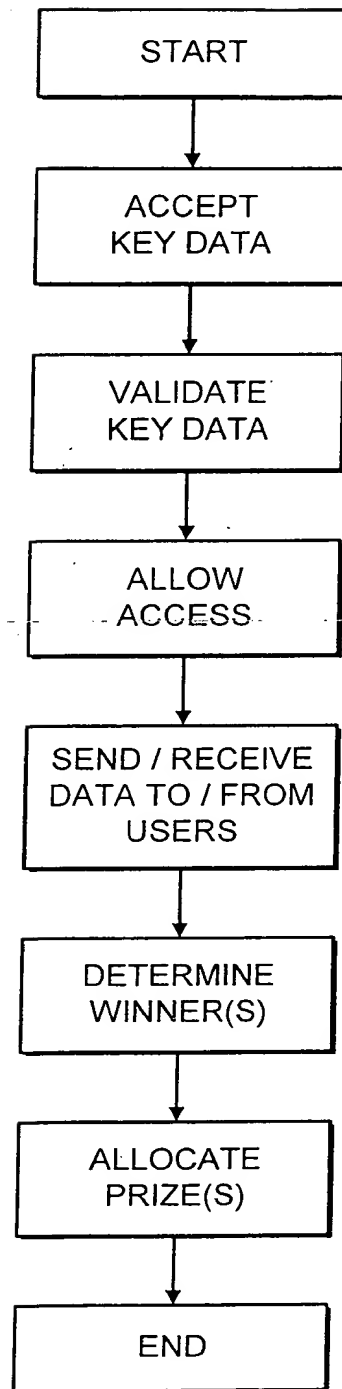 START
ACCEPT
KEY DATA
VALIDATE
KEY DATA
ALLOW
ACCESS
SEND / RECEIVE
DATA TO / FROM
USERS
DETERMINE
WINNER(S)
ALLOCATE
PRIZE(S)
END